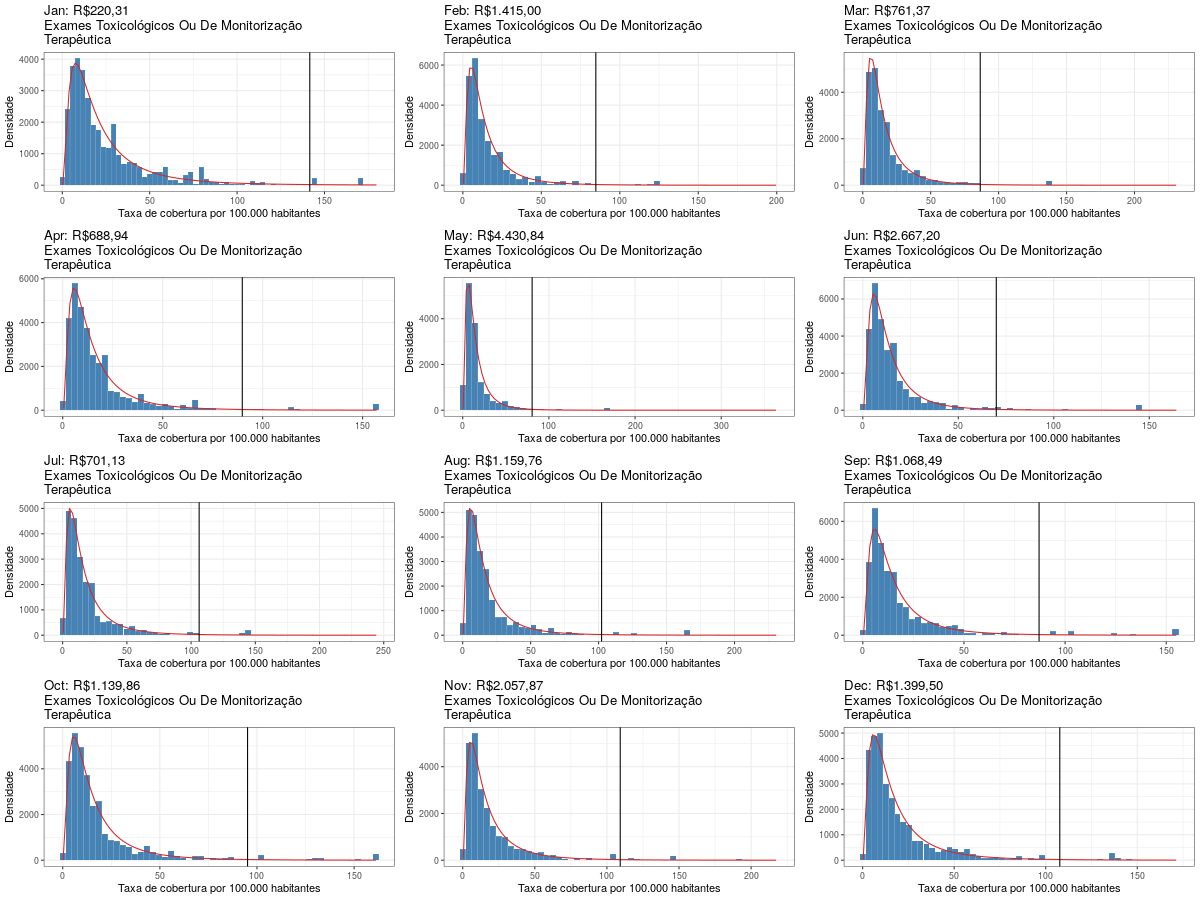 Jan: R$220,31
Exames Toxicológicos Ou De Monitorização
Terapêutica
Densidade
4000
3000
2000
1000
0
0 50 100 150
Taxa de cobertura por 100.000 habitantes
Feb: R$1.415,00
Exames Toxicológicos Ou De Monitorização
Terapêutica
Densidade
6000
4000
2000
0
0 50 100 150 200
Taxa de cobertura por 100.000 habitantes
Mar: R$761,37
Exames Toxicológicos Ou De Monitorização
Terapêutica
Densidade
4000
2000
0
0 50 100 150 200
Taxa de cobertura por 100.000 habitantes
Apr: R$688,94
Exames Toxicológicos Ou De Monitorização
Terapêutica
Densidade
6000
4000
2000
0
0 50 100 150
Taxa de cobertura por 100.000 habitantes
May: R$4.430,84
Exames Toxicológicos Ou De Monitorização
Terapêutica
Densidade
4000
2000
0
0 100 200 300
Taxa de cobertura por 100.000 habitantes
Jun: R$2.667,20
Exames Toxicológicos Ou De Monitorização
Terapêutica
Densidade
6000
4000
2000
0
0 50 100 150
Taxa de cobertura por 100.000 habitantes
Jul: R$701,13
Exames Toxicológicos Ou De Monitorização
Terapêutica
Densidade
5000
4000
3000
2000
1000
0
0 50 100 150 200 250
Taxa de cobertura por 100.000 habitantes
Aug: R$1.159,76
Exames Toxicológicos Ou De Monitorização
Terapêutica
Densidade
5000
4000
3000
2000
1000
0
0 50 100 150 200
Taxa de cobertura por 100.000 habitantes
Sep: R$1.068,49
Exames Toxicológicos Ou De Monitorização
Terapêutica
Densidade
6000
4000
2000
0
0 50 100 150
Taxa de cobertura por 100.000 habitantes
Oct: R$1.139,86
Exames Toxicológicos Ou De Monitorização
Terapêutica
Densidade
4000
2000
0
0 50 100 150
Taxa de cobertura por 100.000 habitantes
Nov: R$2.057,87
Exames Toxicológicos Ou De Monitorização
Terapêutica
Densidade
4000
2000
0
0 50 100 150 200
Taxa de cobertura por 100.000 habitantes
Dec: R$1.399,50
Exames Toxicológicos Ou De Monitorização
Terapêutica
Densidade
5000
4000
3000
2000
1000
0
0 50 100 150
Taxa de cobertura por 100.000 habitantes